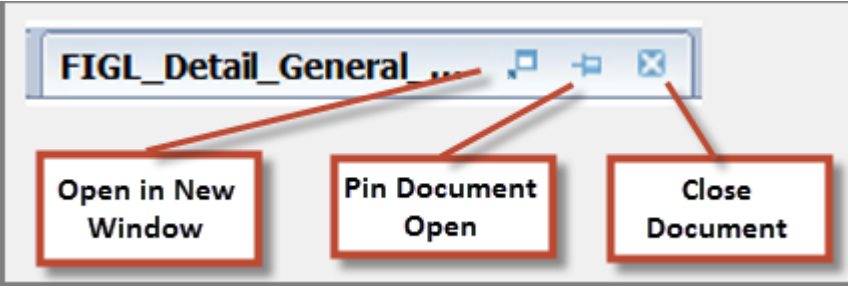 FIGL_Detail_General_...
Open in New
Window
Pin Document
Open
Close
Document